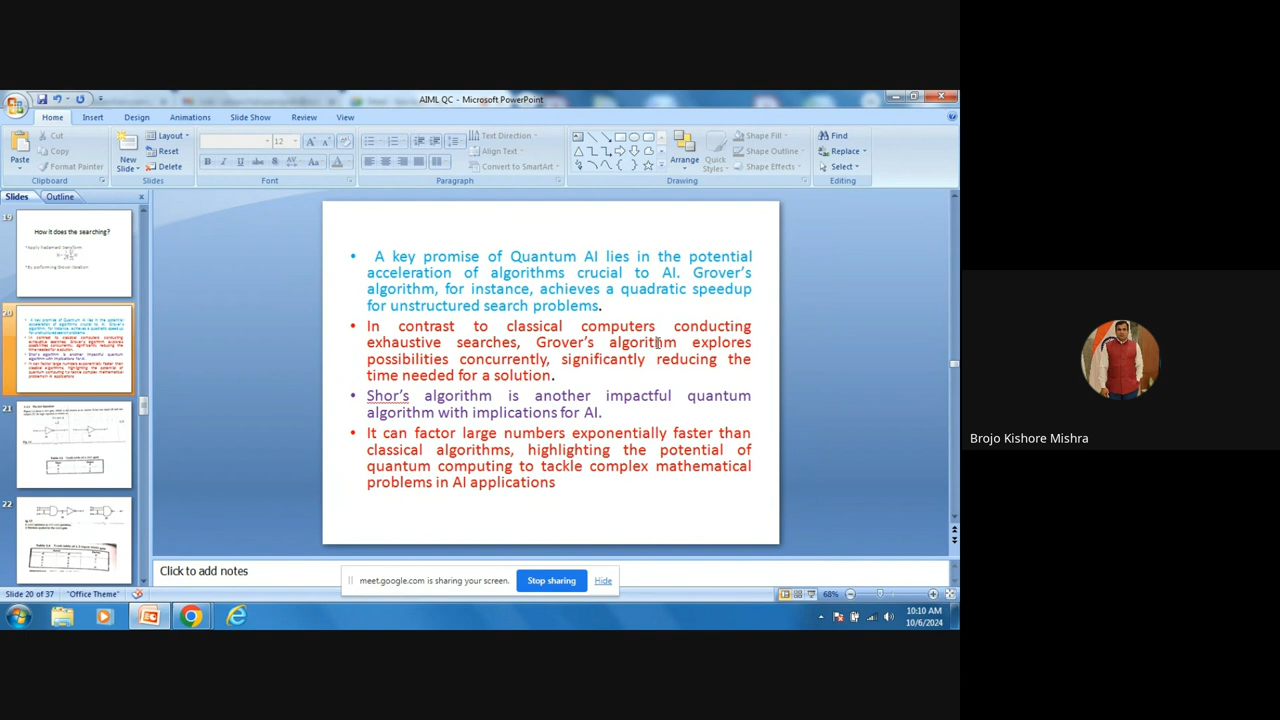 AIML QC - Microsoft PowerPoint
Home Insert Design Animations Slide Show Review View
Paste
Cut
Copy
Format Painter
Clipboard
New Slide
Layout
Reset
Delete
Slides
12
Font
Paragraph
Text Direction
Align Text
Convert to SmartArt
Arrange
Quick Styles
Shape Fill
Shape Outline
Shape Effects
Drawing
Find
Replace
Select
Editing
Slides Outline
19
How it does the searching?
20
21
22
• A key promise of Quantum AI lies in the potential
acceleration of algorithms crucial to AI. Grover’s
algorithm, for instance, achieves a quadratic speedup
for unstructured search problems.
• In contrast to classical computers conducting
exhaustive searches, Grover’s algorithm explores
possibilities concurrently, significantly reducing the
time needed for a solution.
• Shor’s algorithm is another impactful quantum
algorithm with implications for AI.
• It can factor large numbers exponentially faster than
classical algorithms, highlighting the potential of
quantum computing to tackle complex mathematical
problems in AI applications
Click to add notes
meet.google.com is sharing your screen. Stop sharing Hide
Slide 20 of 37 "Office Theme" 68%
10:10 AM
10/6/2024
Brojo Kishore Mishra